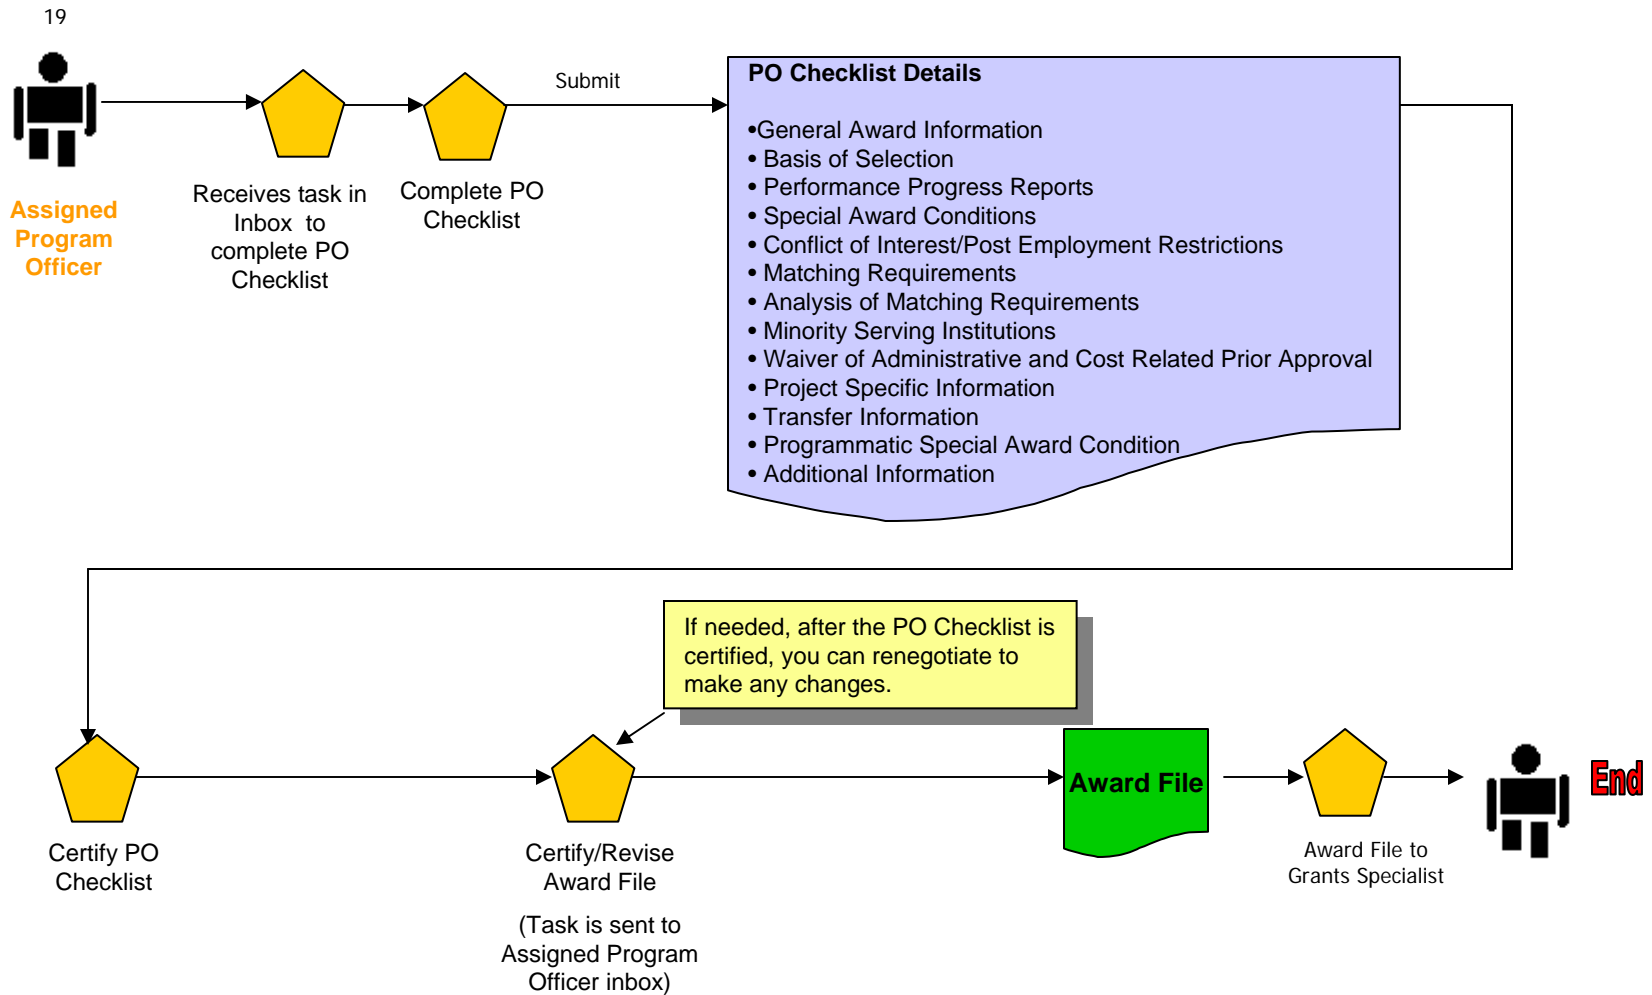 19
Assigned
Program
Officer
Receives task in
Inbox to
complete PO
Checklist
Complete PO
Checklist
Submit
PO Checklist Details
•General Award Information
• Basis of Selection
• Performance Progress Reports
• Special Award Conditions
• Conflict of Interest/Post Employment Restrictions
• Matching Requirements
• Analysis of Matching Requirements
• Minority Serving Institutions
• Waiver of Administrative and Cost Related Prior Approval
• Project Specific Information
• Transfer Information
• Programmatic Special Award Condition
• Additional Information
If needed, after the PO Checklist is
certified, you can renegotiate to
make any changes.
Certify PO
Checklist
Certify/Revise
Award File
(Task is sent to
Assigned Program
Officer inbox)
Award File
Award File to
Grants Specialist
End